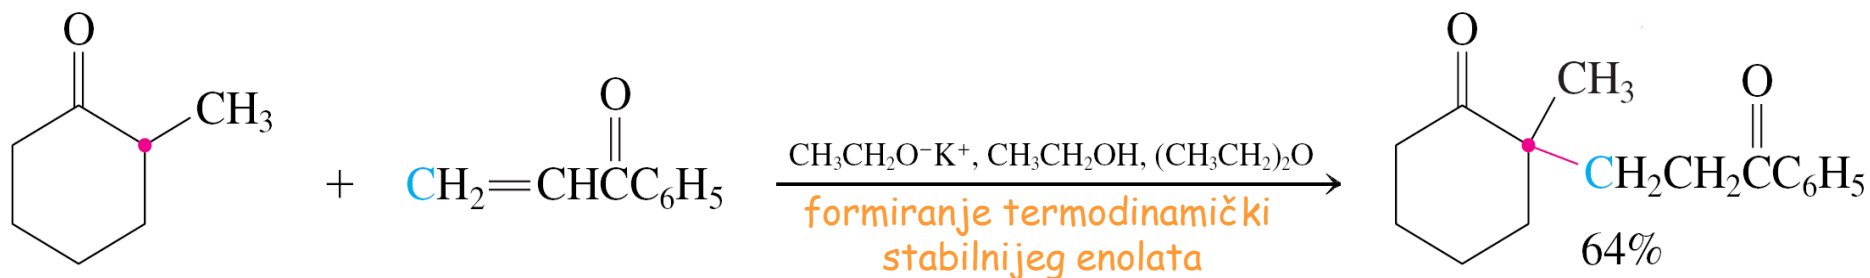 O
CH₃
+
O
CH₂=CHCC₆H₅
CH₃CH₂O⁻K⁺, CH₃CH₂OH, (CH₃CH₂)₂O
formiranje termodinamički
stabilnijeg enolata
O
CH₃
O
CH₂CH₂CC₆H₅
64%